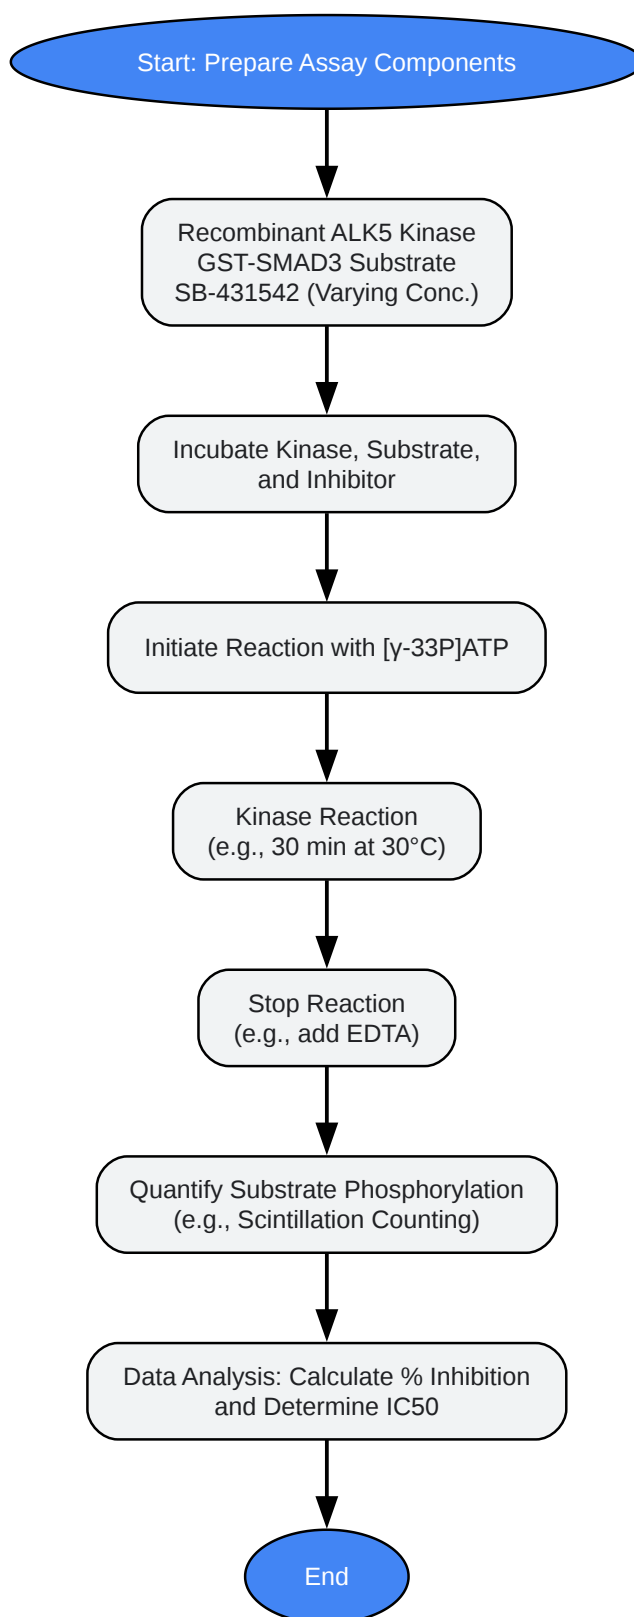 Start: Prepare Assay Components
Recombinant ALK5 Kinase
GST-SMAD3 Substrate
SB-431542 (Varying Conc.)
Incubate Kinase, Substrate,
and Inhibitor
Initiate Reaction with [γ-33P]ATP
Kinase Reaction
(e.g., 30 min at 30°C)
Stop Reaction
(e.g., add EDTA)
Quantify Substrate Phosphorylation
(e.g., Scintillation Counting)
Data Analysis: Calculate % Inhibition
and Determine IC50
End